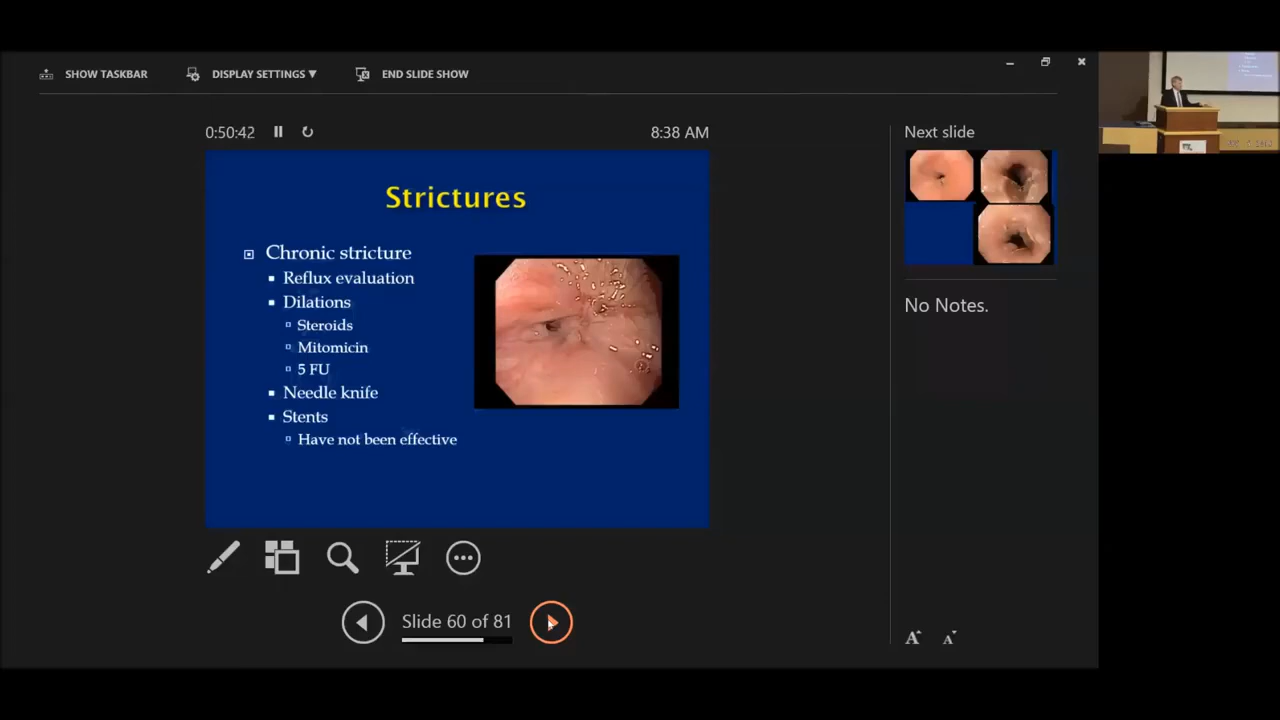 SHOW TASKBAR
DISPLAY SETTINGS ▼
END SLIDE SHOW
0:50:42
8:38 AM
Next slide
Strictures
Chronic stricture
Reflux evaluation
Dilations
Steroids
Mitomicin
5 FU
Needle knife
Stents
Have not been effective
No Notes.
Slide 60 of 81
A A